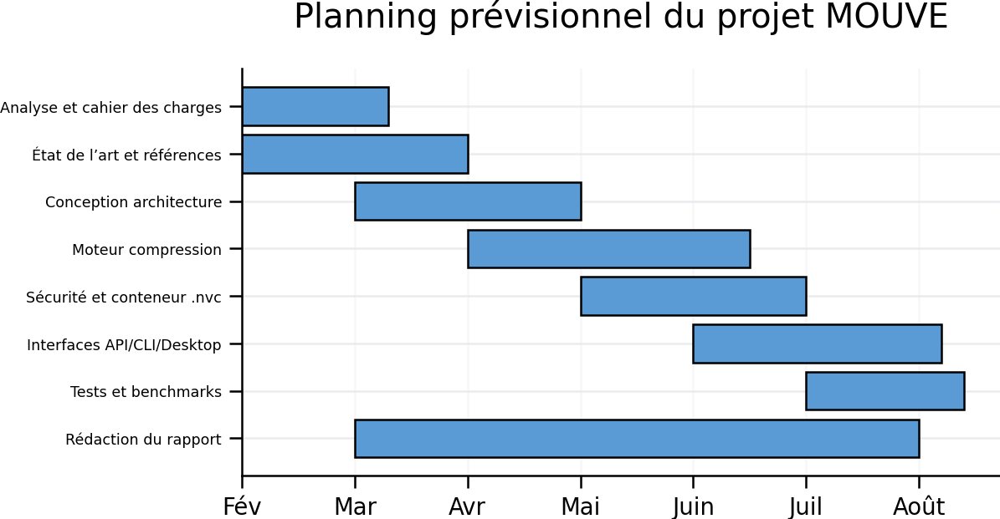 Planning prévisionnel du projet MOUVE
Analyse et cahier des charges
État de l’art et références
Conception architecture
Moteur compression
Sécurité et conteneur .nvc
Interfaces API/CLI/Desktop
Tests et benchmarks
Rédaction du rapport
Fév Mar Avr Mai Juin Juil Août